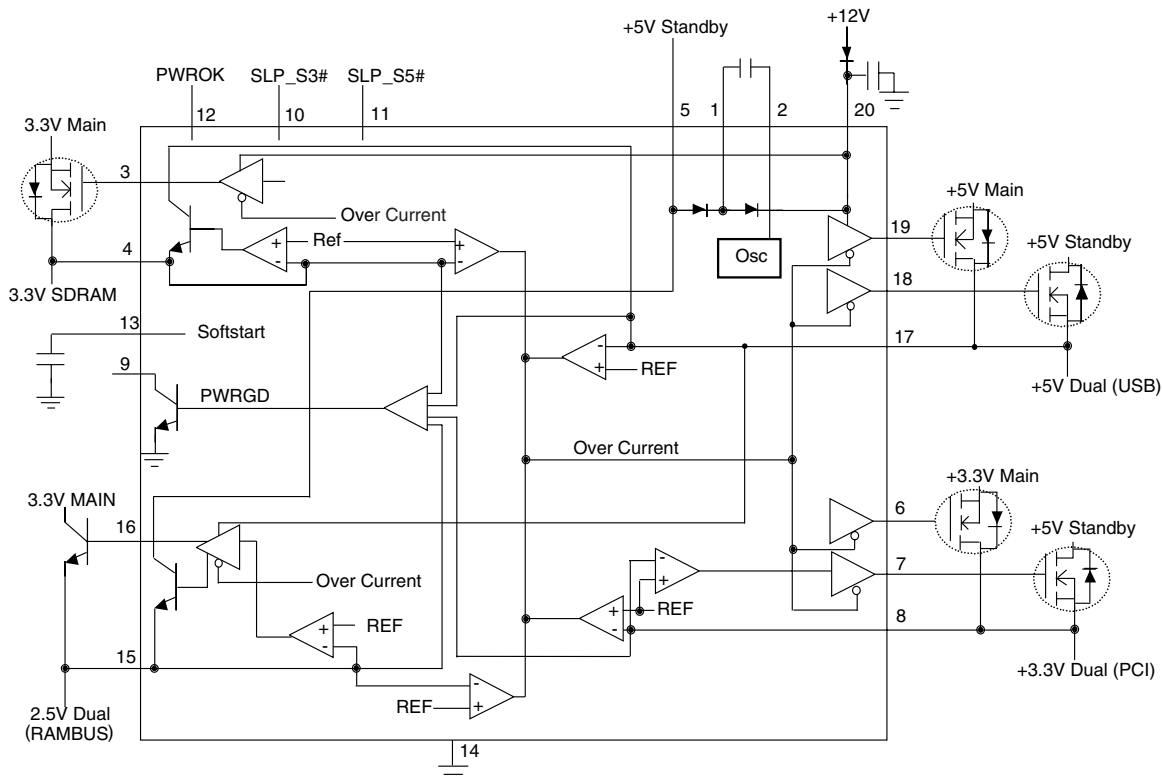 +12V
+5V Standby
PWROK
SLP_S3#
SLP_S5#
12
10
11
5
1
2
20
3.3V Main
3
Over Current
Ref
+
-
+
-
4
3.3V SDRAM
Osc
19
+5V Main
18
+5V Standby
13
Softstart
17
-
+
REF
+5V Dual (USB)
9
PWRGD
Over Current
3.3V MAIN
16
6
+3.3V Main
+5V Standby
7
-
+
Over Current
+
-
REF
8
+
-
REF
15
+3.3V Dual (PCI)
-
+
REF
2.5V Dual
(RAMBUS)
14